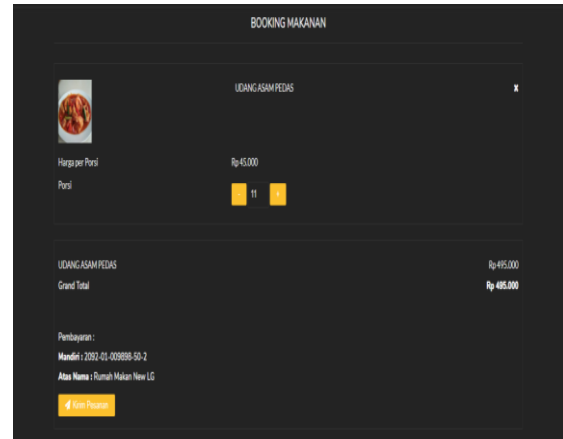 BOOKING MAKANAN
UDANG ASAM PEDAS x
Harga per Porsi Rp 45.000
Porsi - 11 +
UDANG ASAM PEDAS Rp 495.000
Grand Total Rp 495.000
Pembayaran :
Mandiri : 2092-01-009898-50-2
Atas Nama : Rumah Makan New LG
Kirim Pesanan